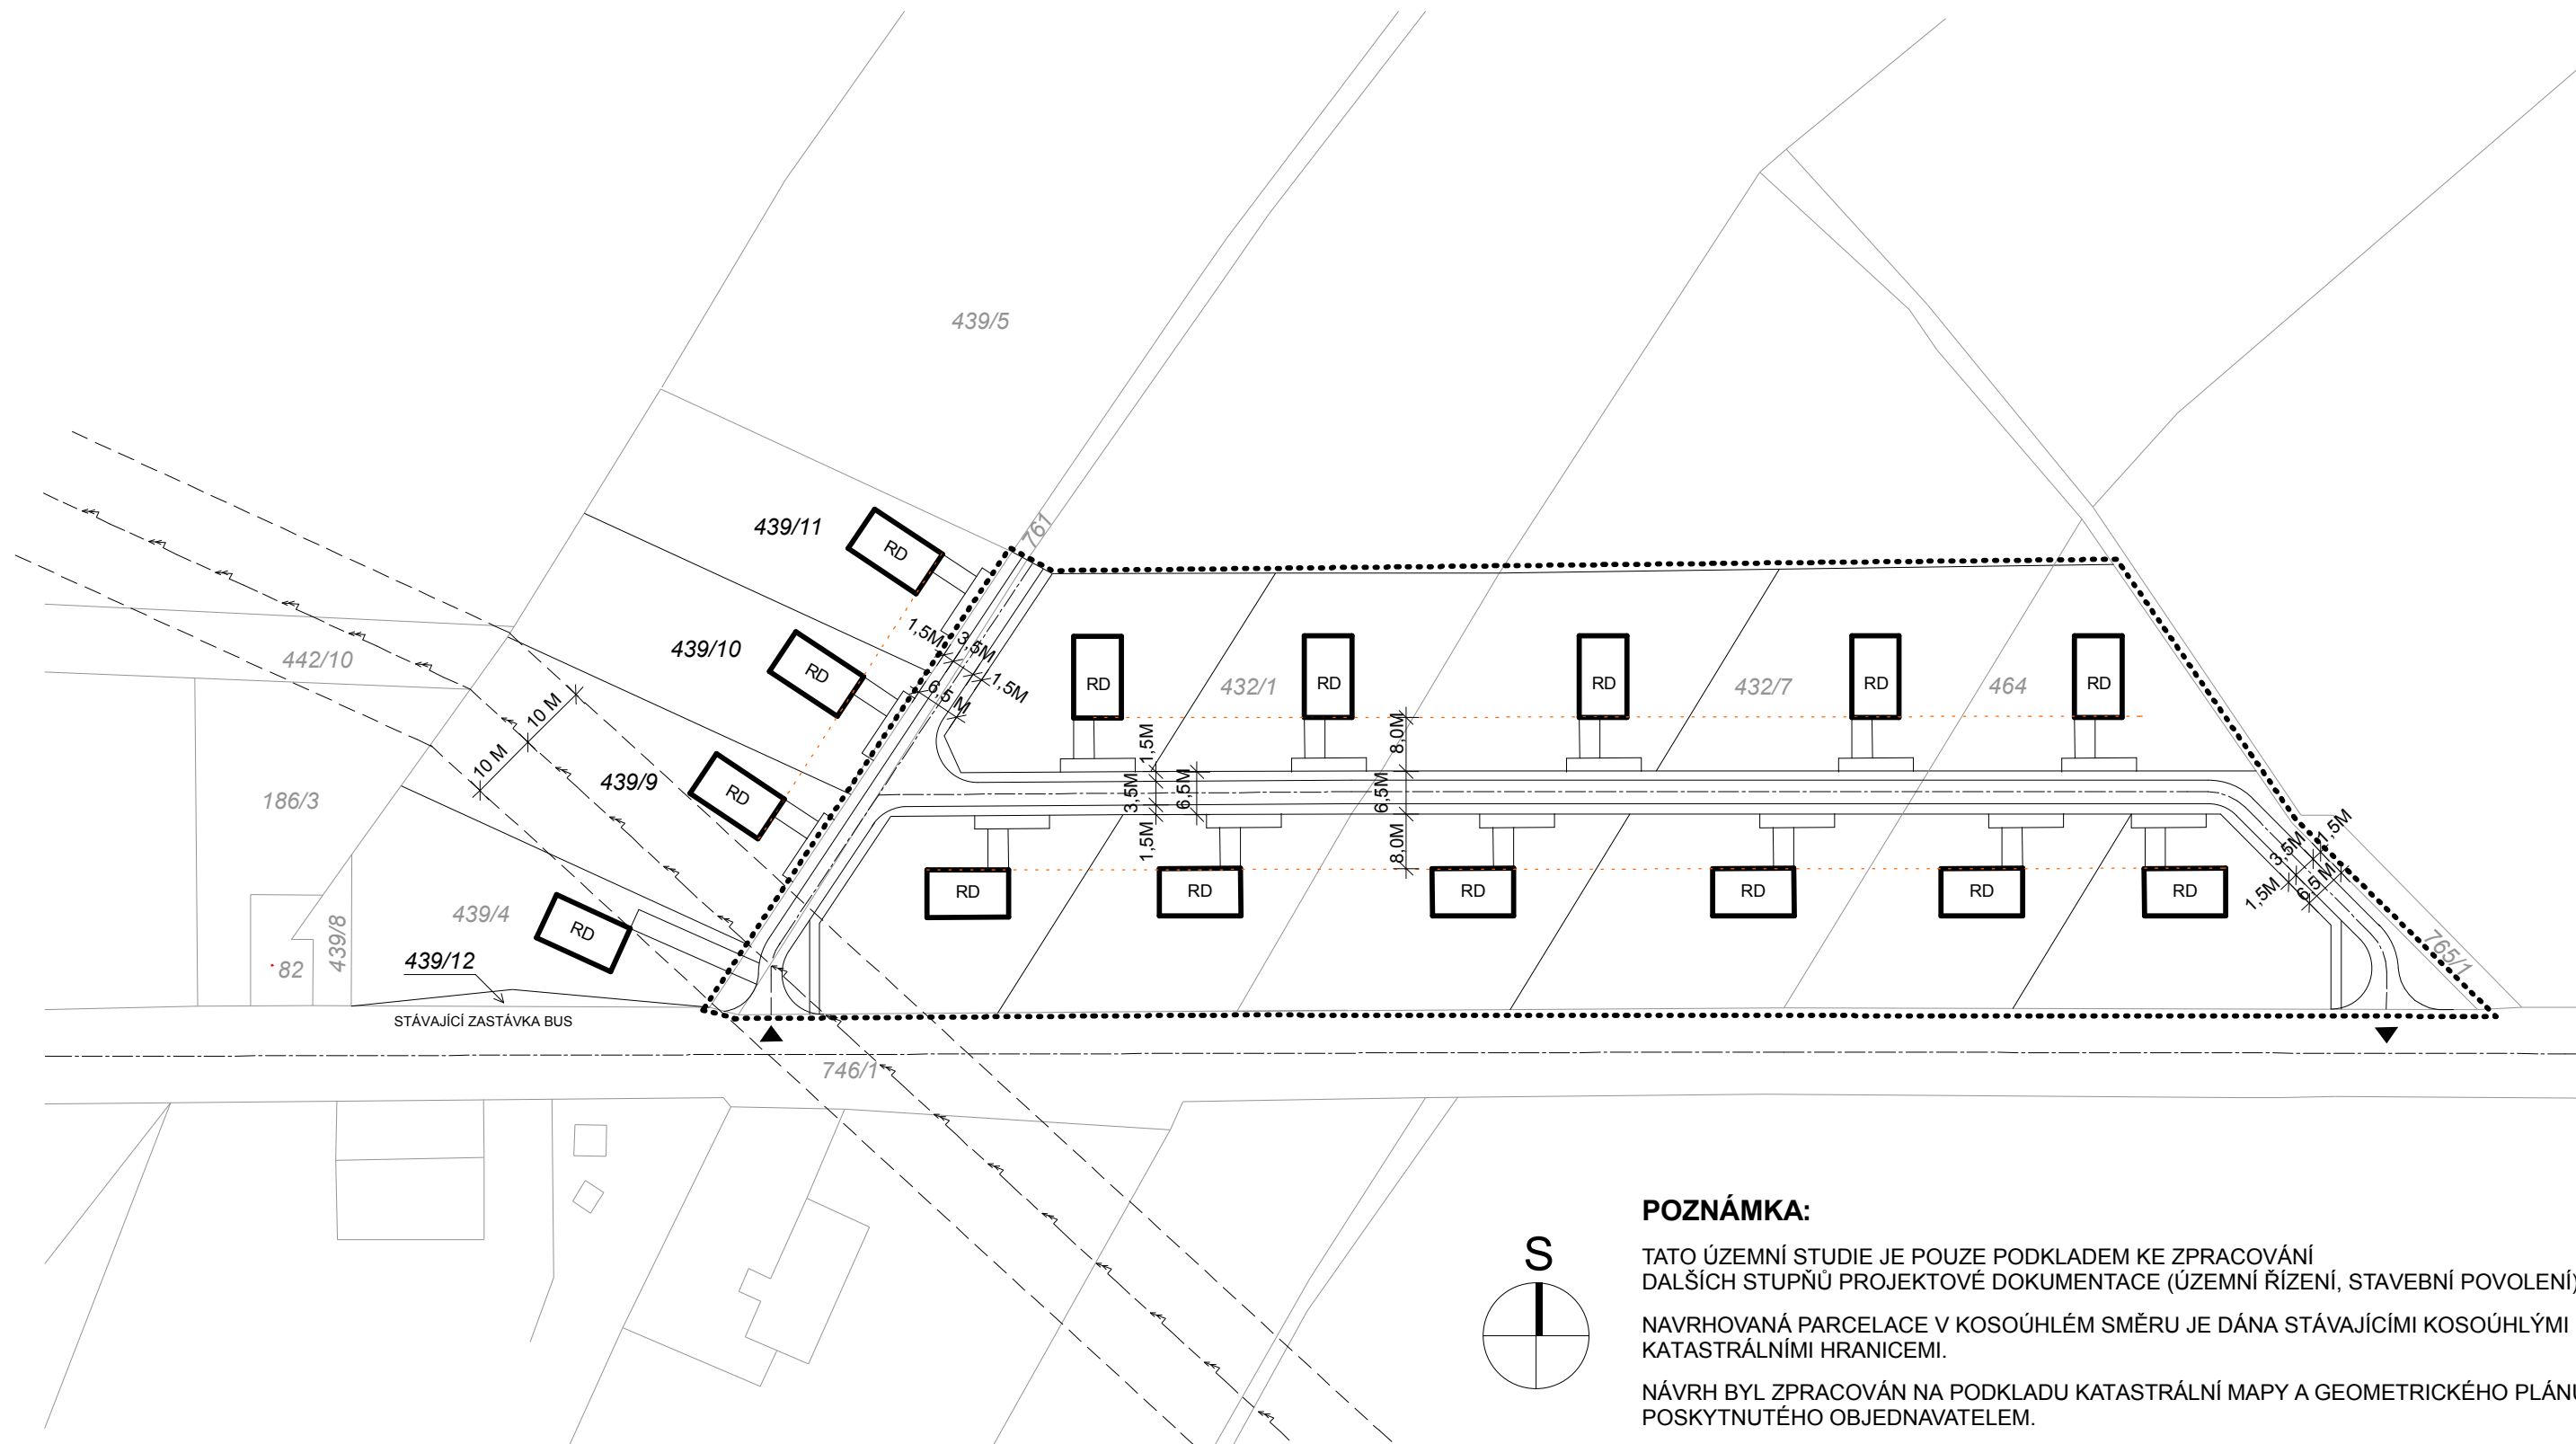 439/5
761
439/11
RD
439/10
RD
1,5M
3,5M
1,5M
6,5 M
442/10
10 M
10 M
439/9
RD
186/3
439/4
RD
439/8
82
439/12
STÁVAJÍCÍ ZASTÁVKA BUS
RD
432/1
RD
RD
432/7
RD
464
RD
1,5M
3,5M
6,5M
1,5M
8,0M
6,5M
8,0M
RD
RD
RD
RD
RD
RD
1,5M
3,5M
6,5 M
1,5M
765/1
746/1
S
POZNÁMKA:
TATO ÚZEMNÍ STUDIE JE POUZE PODKLADEM KE ZPRACOVÁNÍ
DALŠÍCH STUPŇŮ PROJEKTOVÉ DOKUMENTACE (ÚZEMNÍ ŘÍZENÍ, STAVEBNÍ POVOLENÍ)
NAVRHOVANÁ PARCELACE V KOSOÚHLÉM SMĚRU JE DÁNA STÁVAJÍCÍMI KOSOÚHLÝMI
KATASTRÁLNÍMI HRANICEMI.
NÁVRH BYL ZPRACOVÁN NA PODKLADU KATASTRÁLNÍ MAPY A GEOMETRICKÉHO PLÁNU
POSKYTNUTÉHO OBJEDNAVATELEM.